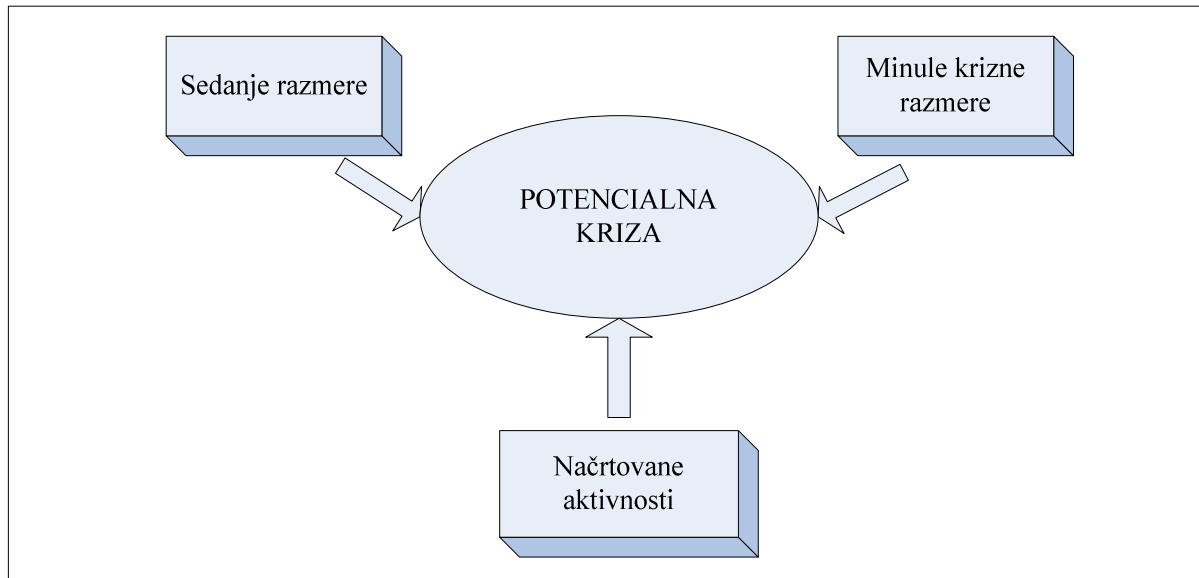 Sedanje razmere
Minule krizne
razmere
POTENCIALNA
KRIZA
Načrtovane
aktivnosti